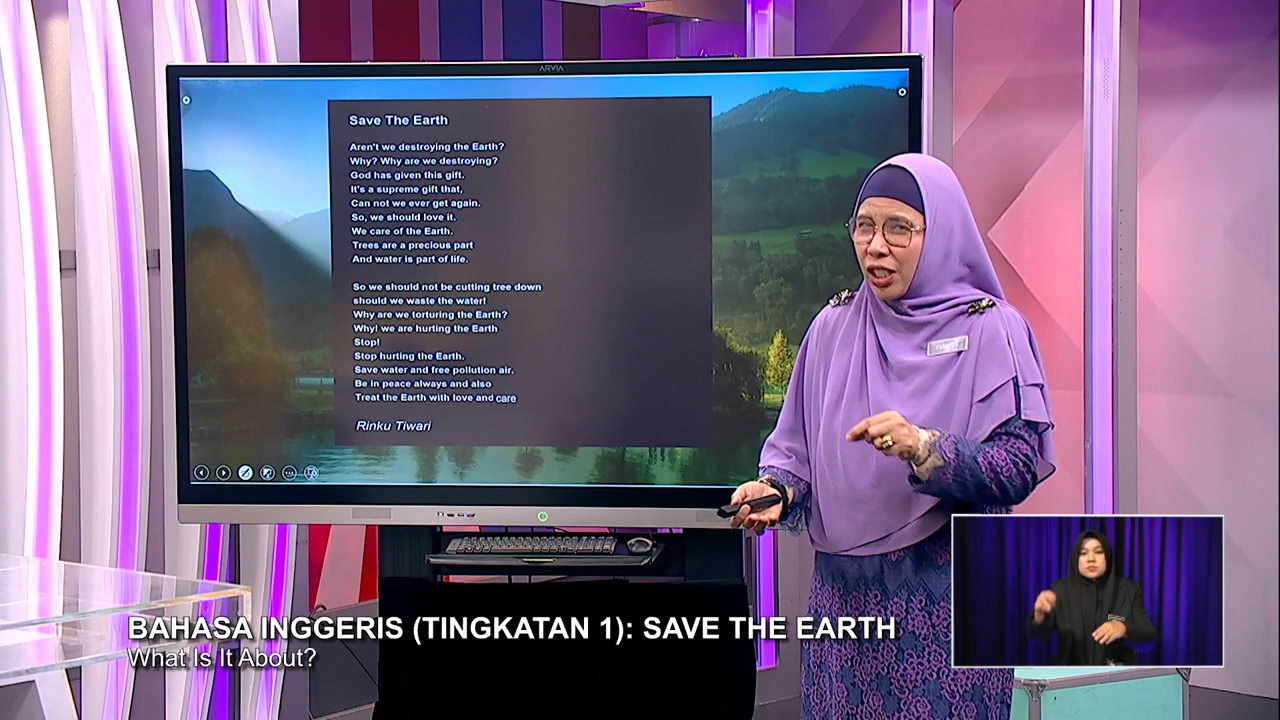 ARVIA
Save The Earth
Aren't we destroying the Earth?
Why? Why are we destroying?
God has given this gift.
It's a supreme gift that,
Can not we ever get again.
So, we should love it.
We care of the Earth.
Trees are a precious part
And water is part of life.
So we should not be cutting tree down
should we waste the water!
Why are we torturing the Earth?
Why! we are hurting the Earth
Stop!
Stop hurting the Earth.
Save water and free pollution air.
Be in peace always and also
Treat the Earth with love and care
Rinku Tiwari
BAHASA INGGERIS (TINGKATAN 1): SAVE THE EARTH
What Is It About?